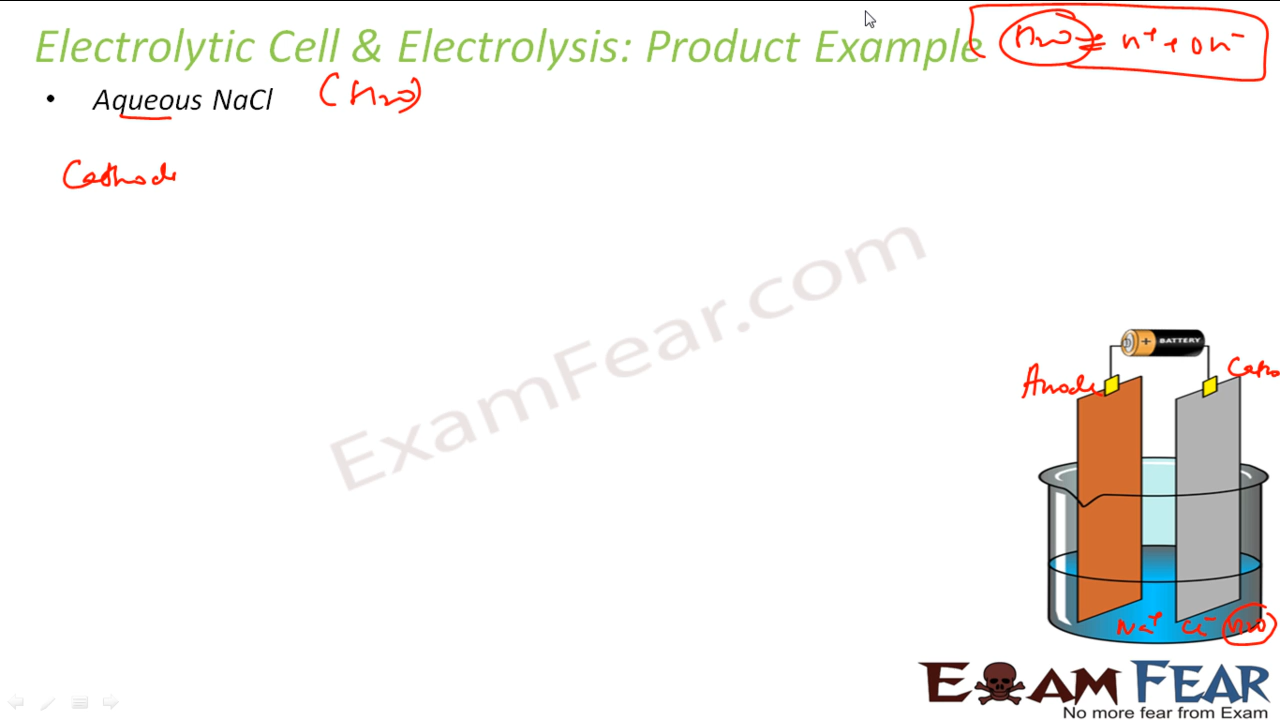 Electrolytic Cell & Electrolysis: Product Example
H2O ⇌ H+ + OH-
• Aqueous NaCl (H2O)
Cathode
ExamFear.com
+ BATTERY
Anode
Catho
Na+ Cl- H2O
EXAM FEAR
No more fear from Exam